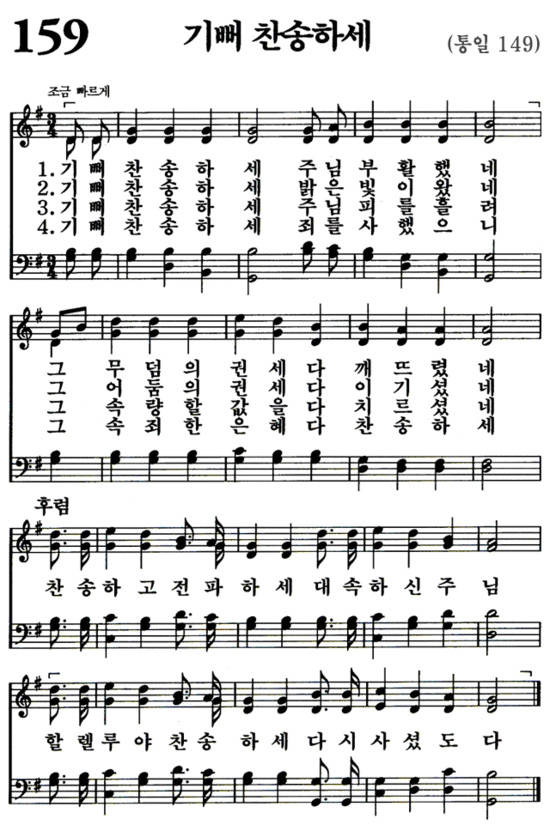 159 기뻐 찬송하세 (통일 149)
조금 빠르게
1. 기 뻐 찬 송 하 세 주 님 부 활 했 네
2. 기 뻐 찬 송 하 세 밝 은 빛 이 왔 네
3. 기 뻐 찬 송 하 세 주 님 피 를 흘 려
4. 기 뻐 찬 송 하 세 죄 를 사 했 으 니
그 무 덤 의 권 세 다 깨 뜨 렸 네
그 어 둠 의 권 세 다 이 기 셨 네
그 속 량 할 값 을 다 치 르 셨 네
그 속 죄 한 은 혜 다 찬 송 하 세
후렴
찬 송 하 고 전 파 하 세 대 속 하 신 주 님
할 렐 루 야 찬 송 하 세 다 시 사 셨 도 다